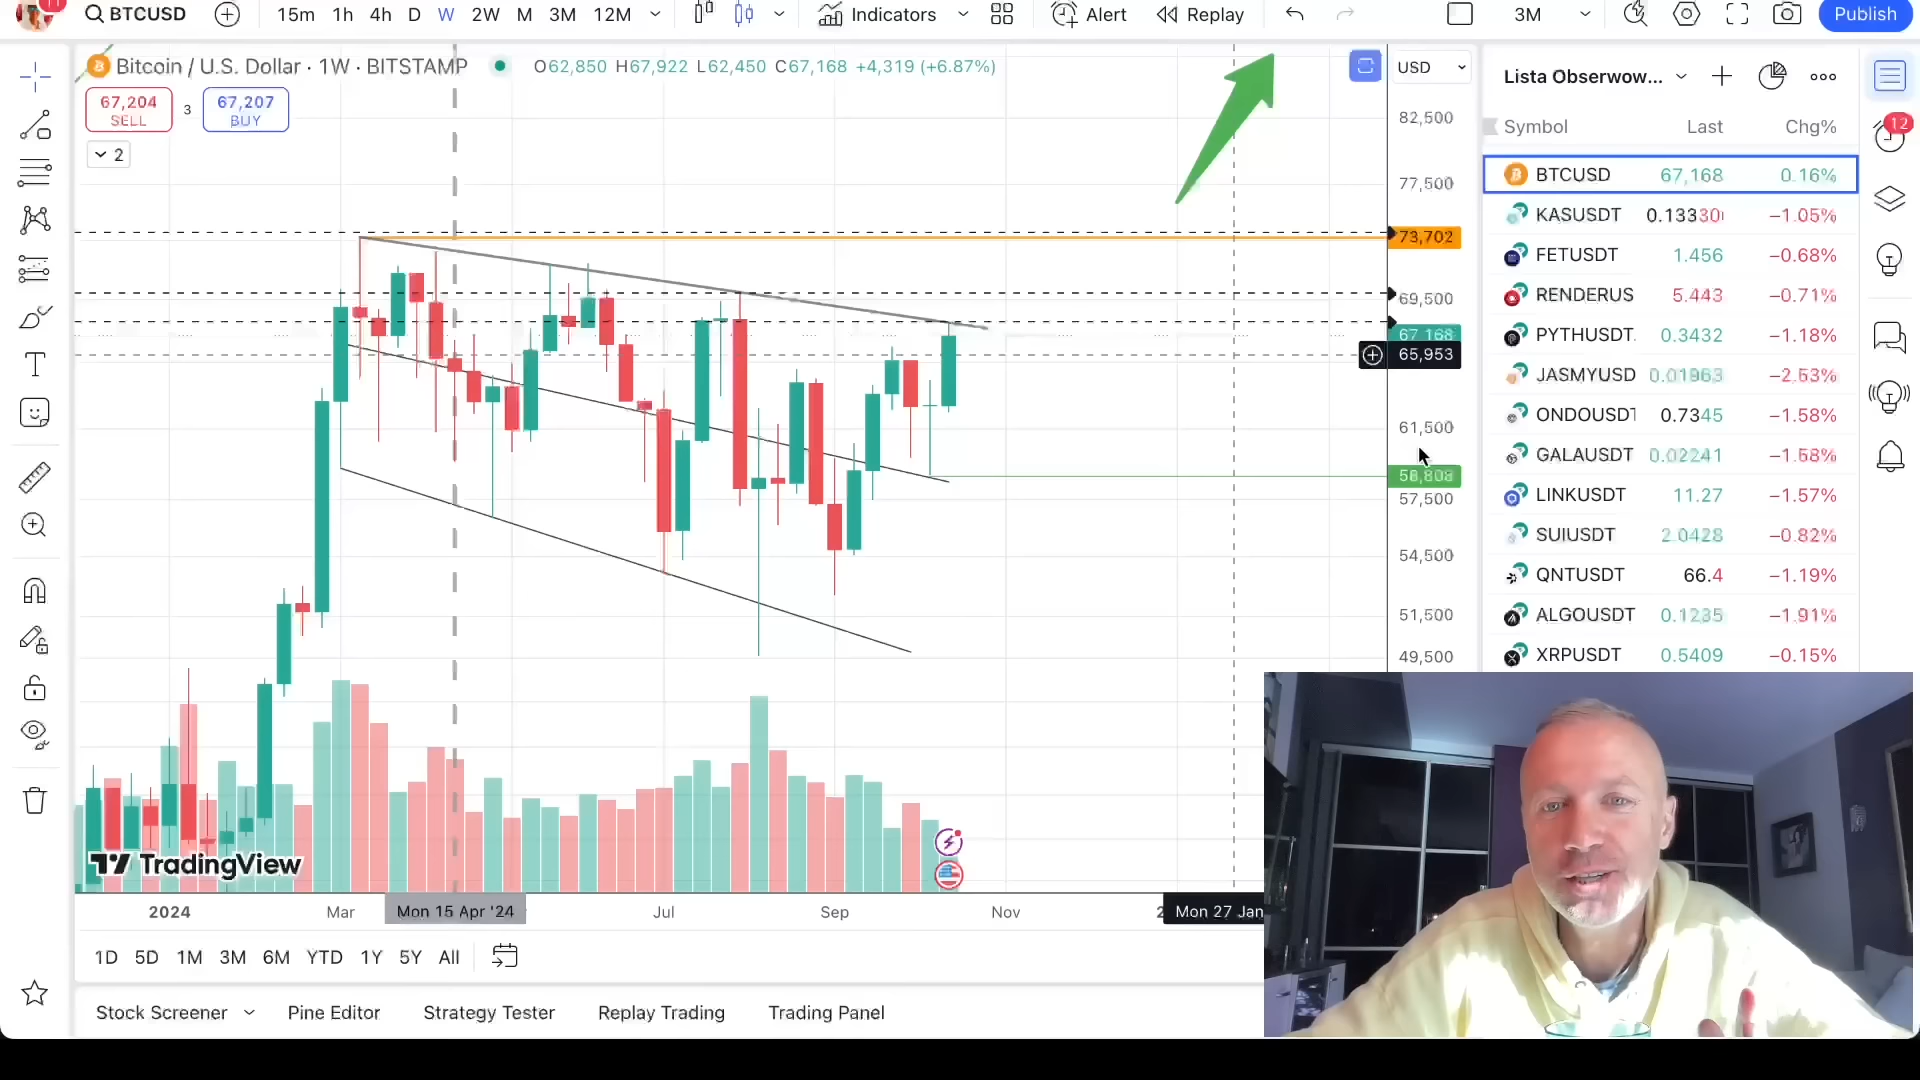 11
BTCUSD
15m 1h 4h D W 2W M 3M 12M
Indicators
Alert
Replay
3M
Publish
Bitcoin / U.S. Dollar · 1W · BITSTAMP
O62,850 H67,922 L62,450 C67,168 +4,319 (+6.87%)
67,204
SELL
3
67,207
BUY
2
USD
82,500
77,500
73,702
69,500
67,168
65,953
61,500
57,500
54,500
51,500
49,500
TradingView
2024
Mar
Mon 15 Apr '24
Jul
Sep
Nov
Mon 27 Jan
1D 5D 1M 3M 6M YTD 1Y 5Y All
Stock Screener
Pine Editor
Strategy Tester
Replay Trading
Trading Panel
Lista Obserwow...
Symbol Last Chg%
BTCUSD 67,168 0.16%
KASUSDT 0.13330 −1.05%
FETUSDT 1.456 −0.68%
RENDERUS 5.443 −0.71%
PYTHUSDT 0.3432 −1.18%
JASMYUSD 0.01963 −2.53%
ONDOUSDT 0.7345 −1.58%
GALAUSDT −1.58%
LINKUSDT 11.27 −1.57%
SUIUSDT 2.0428 −0.82%
QNTUSDT 66.4 −1.19%
ALGOUSDT 0.1235 −1.91%
XRPUSDT 0.5409 −0.15%
12